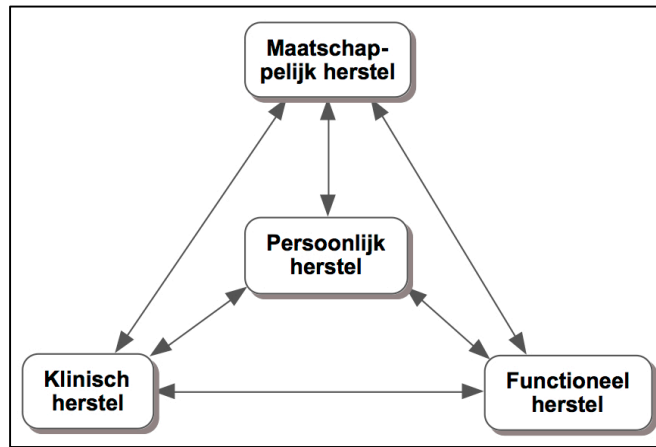 Maatschap-
pelijk herstel
Persoonlijk
herstel
Klinisch
herstel
Functioneel
herstel